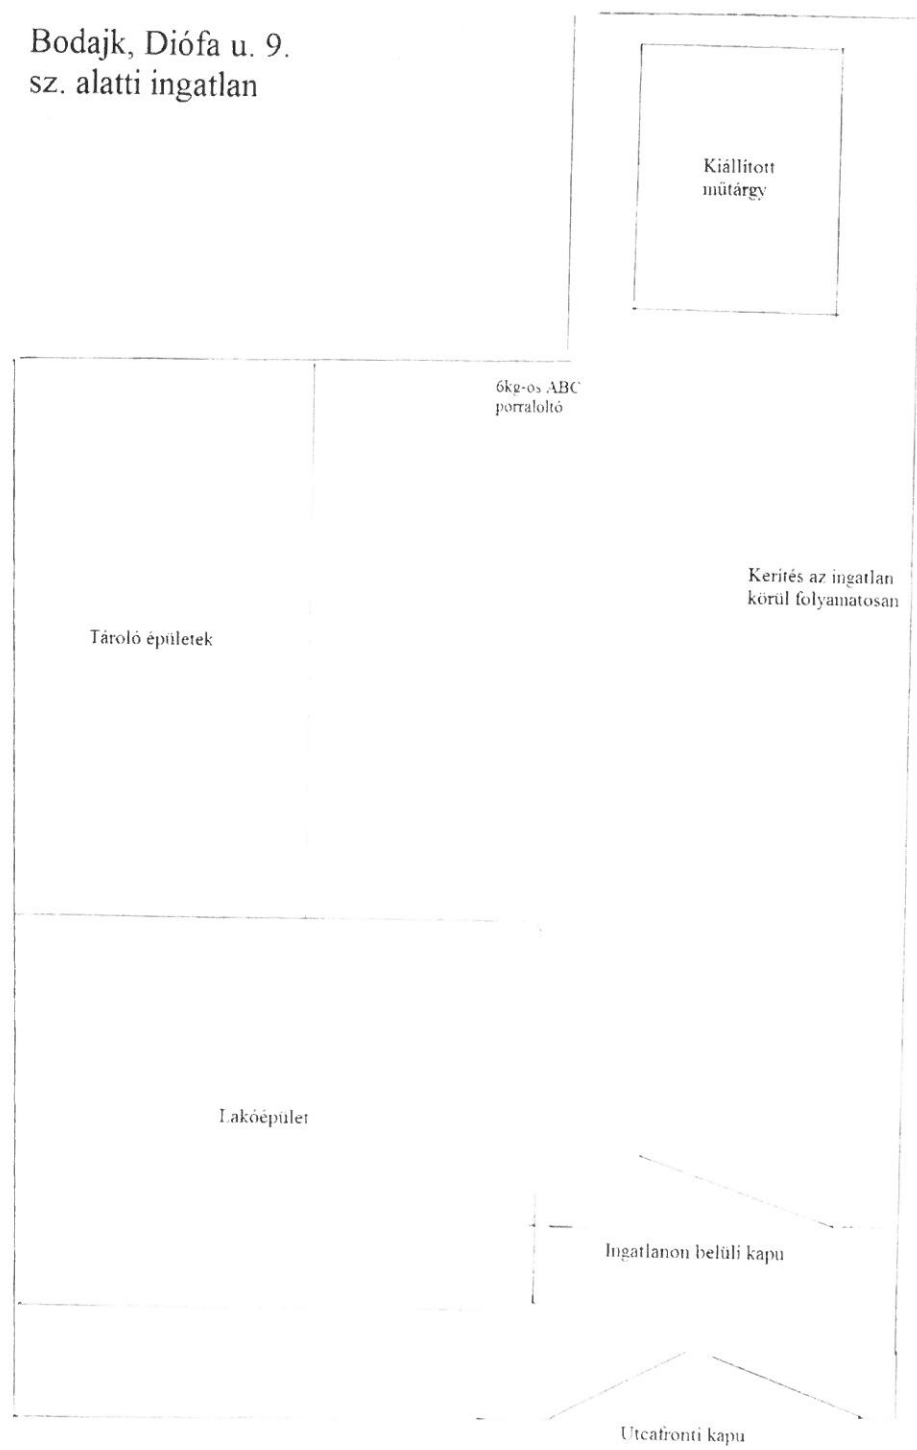 Bodajk, Diófa u. 9.
sz. alatti ingatlan
Kiállított
műtárgy
6kg-os ABC
porraloltó
Kerítés az ingatlan
körül folyamatosan
Tároló épületek
Lakóépület
Ingatlanon belüli kapu
Utcafronti kapu